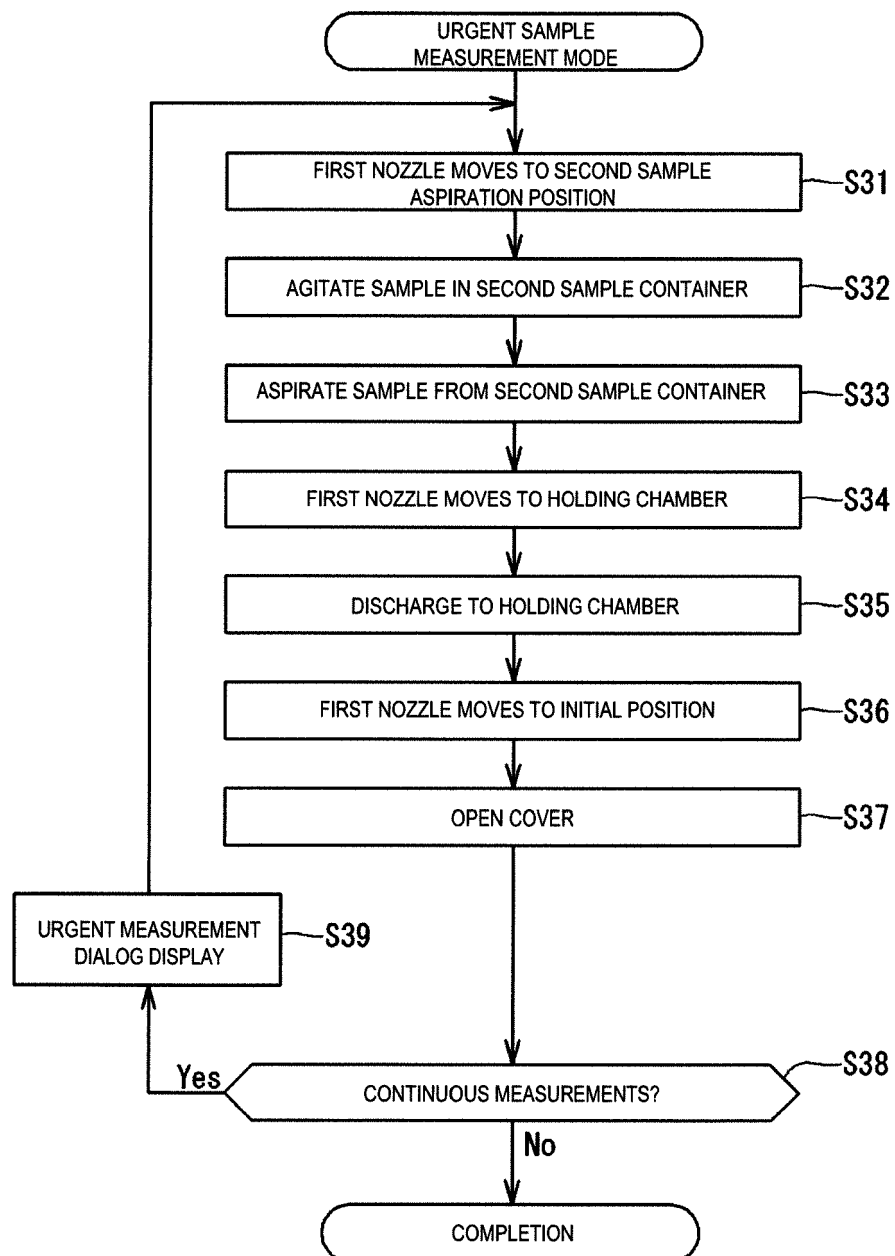 URGENT SAMPLE
MEASUREMENT MODE
FIRST NOZZLE MOVES TO SECOND SAMPLE
ASPIRATION POSITION
S31
AGITATE SAMPLE IN SECOND SAMPLE CONTAINER
S32
ASPIRATE SAMPLE FROM SECOND SAMPLE CONTAINER
S33
FIRST NOZZLE MOVES TO HOLDING CHAMBER
S34
DISCHARGE TO HOLDING CHAMBER
S35
FIRST NOZZLE MOVES TO INITIAL POSITION
S36
OPEN COVER
S37
URGENT MEASUREMENT
DIALOG DISPLAY
S39
CONTINUOUS MEASUREMENTS?
S38
Yes
No
COMPLETION